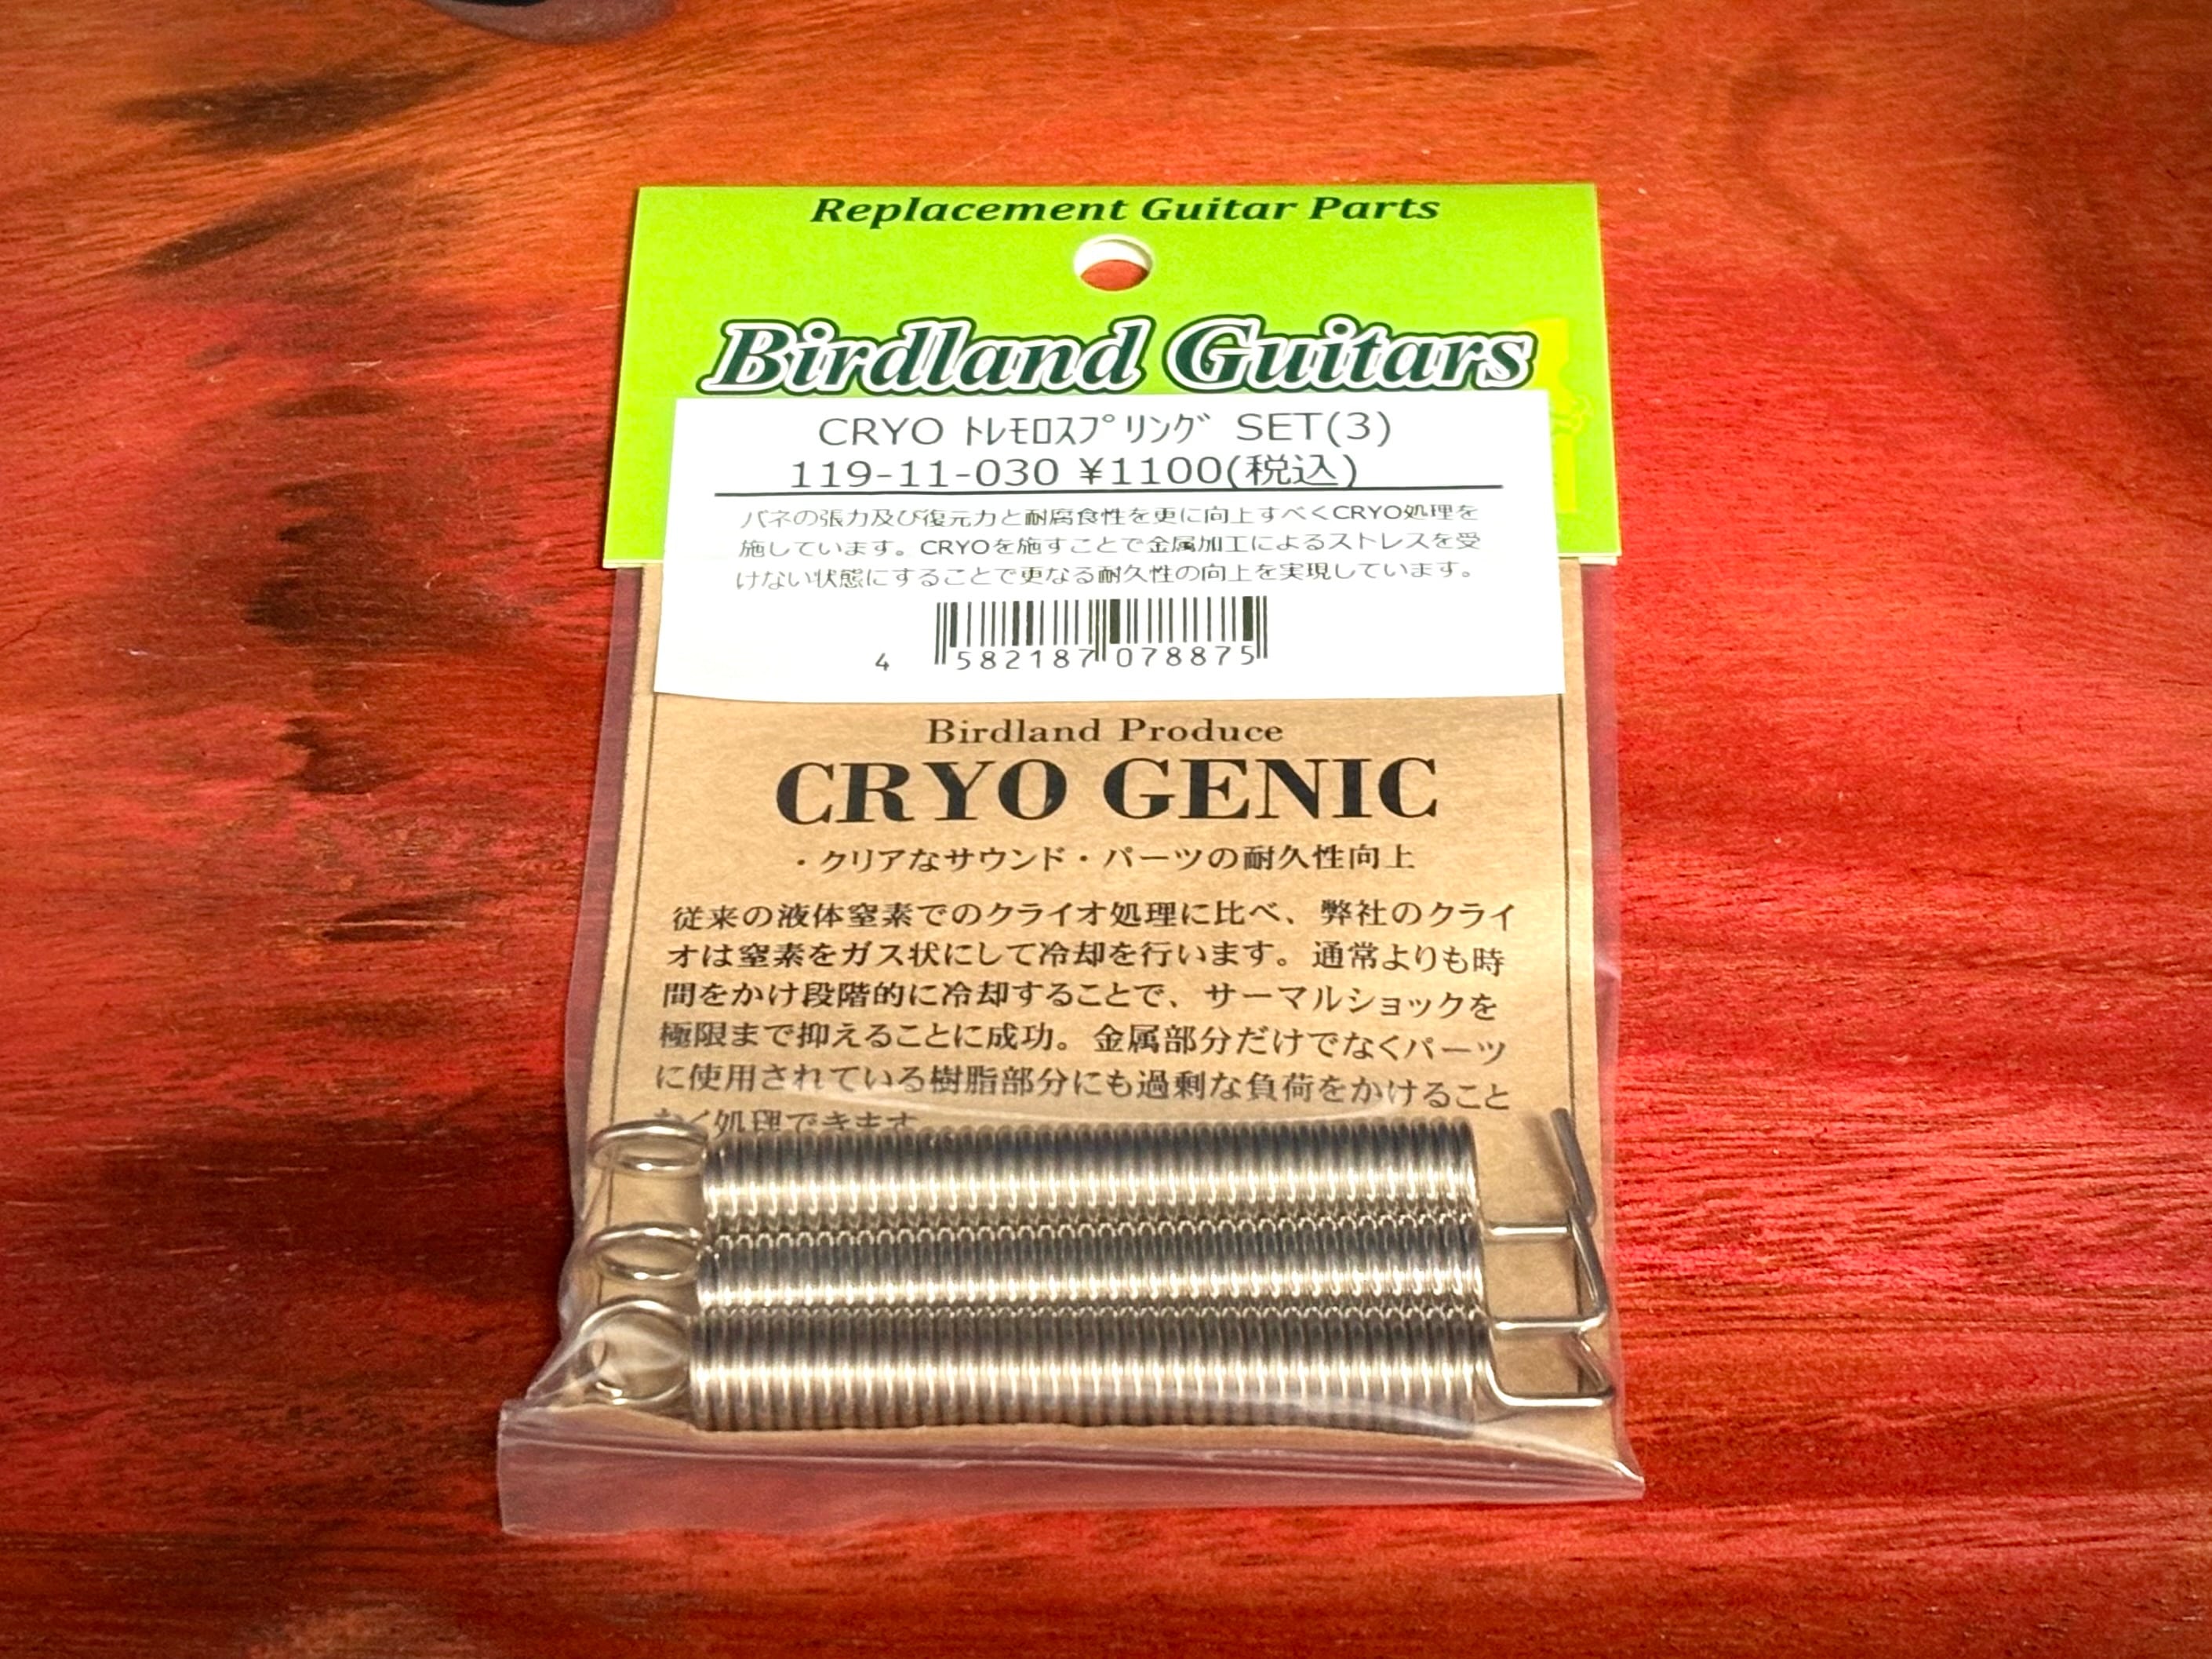 Replacement Guitar Parts
Birdland Guitars
CRYO ﾄﾚﾓﾛｽﾌﾟﾘﾝｸﾞ SET(3)
119-11-030 ¥1100(税込)
バネの張力及び復元力と耐腐食性を更に向上すべくCRYO処理を
施しています。CRYOを施すことで金属加工によるストレスを受
けない状態にすることで更なる耐久性の向上を実現しています。
4 582187 078875
Birdland Produce
CRYO GENIC
・クリアなサウンド・パーツの耐久性向上
従来の液体窒素でのクライオ処理に比べ、弊社のクライ
オは窒素をガス状にして冷却を行います。通常よりも時
間をかけ段階的に冷却することで、サーマルショックを
極限まで抑えることに成功。金属部分だけでなくパーツ
に使用されている樹脂部分にも過剰な負荷をかけること
なく処理できます